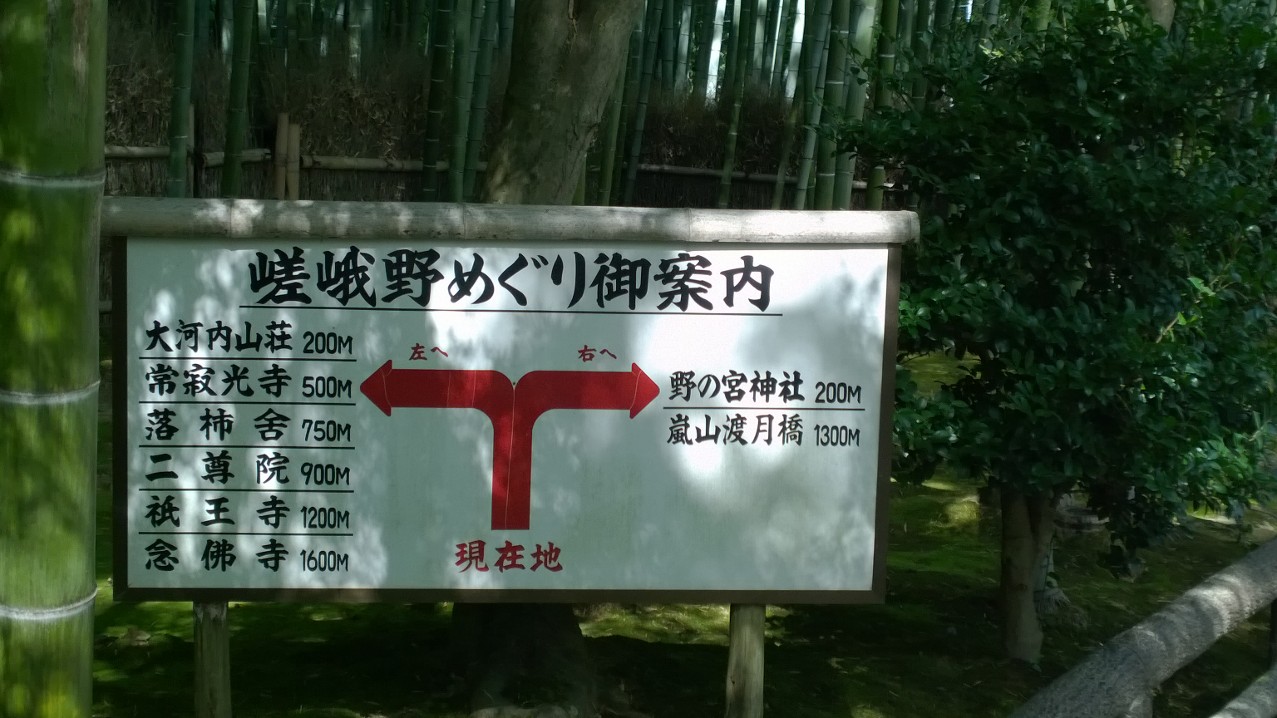 嵯峨野めぐり御案内
左へ
右へ
大河内山荘 200M
常寂光寺 500M
落柿舎 750M
二尊院 900M
祇王寺 1200M
念佛寺 1600M
野の宮神社 200M
嵐山渡月橋 1300M
現在地